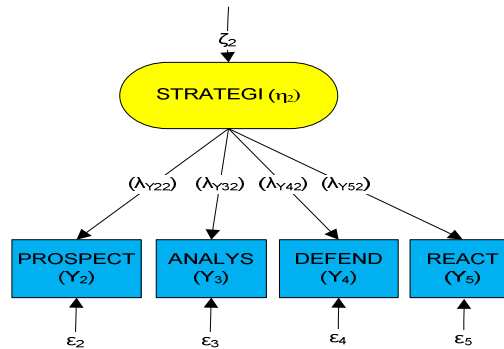 ζ₂
STRATEGI (η₂)
(λY22) (λY32) (λY42) (λY52)
PROSPECT ANALYS DEFEND REACT
(Y₂) (Y₃) (Y₄) (Y₅)
ε₂ ε₃ ε₄ ε₅